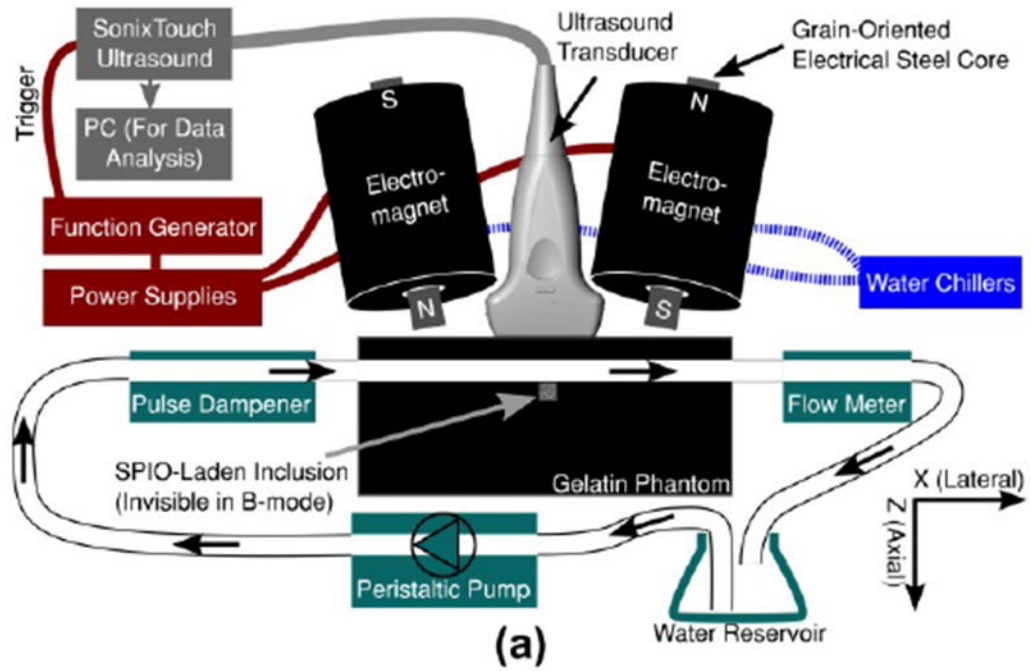 SonixTouch
Ultrasound
Ultrasound
Transducer
Grain-Oriented
Electrical Steel Core
Trigger
PC (For Data
Analysis)
S
N
Electro-
magnet
Electro-
magnet
Function Generator
Power Supplies
Water Chillers
N
S
Pulse Dampener
Flow Meter
SPIO-Laden Inclusion
(Invisible in B-mode)
Gelatin Phantom
X (Lateral)
Z (Axial)
Peristaltic Pump
Water Reservoir
(a)